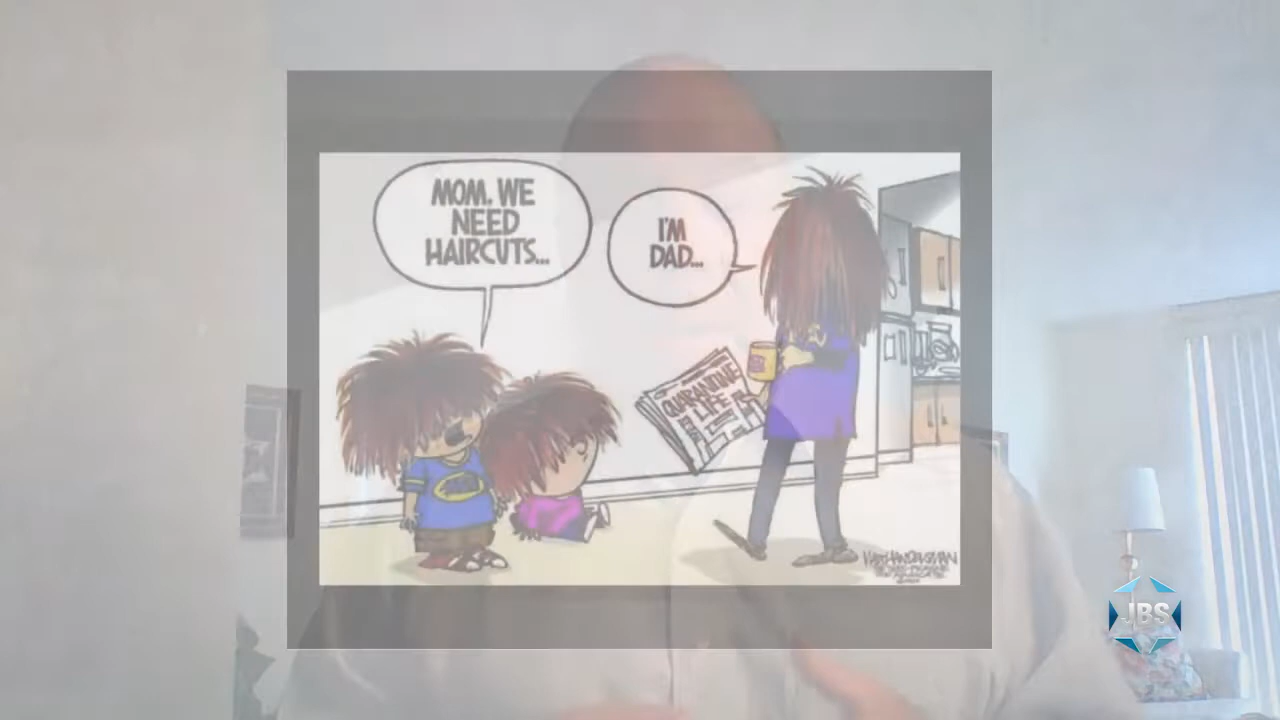 MOM, WE
NEED
HAIRCUTS...
I'M
DAD...
QUARANTINE
LIFE
JBS